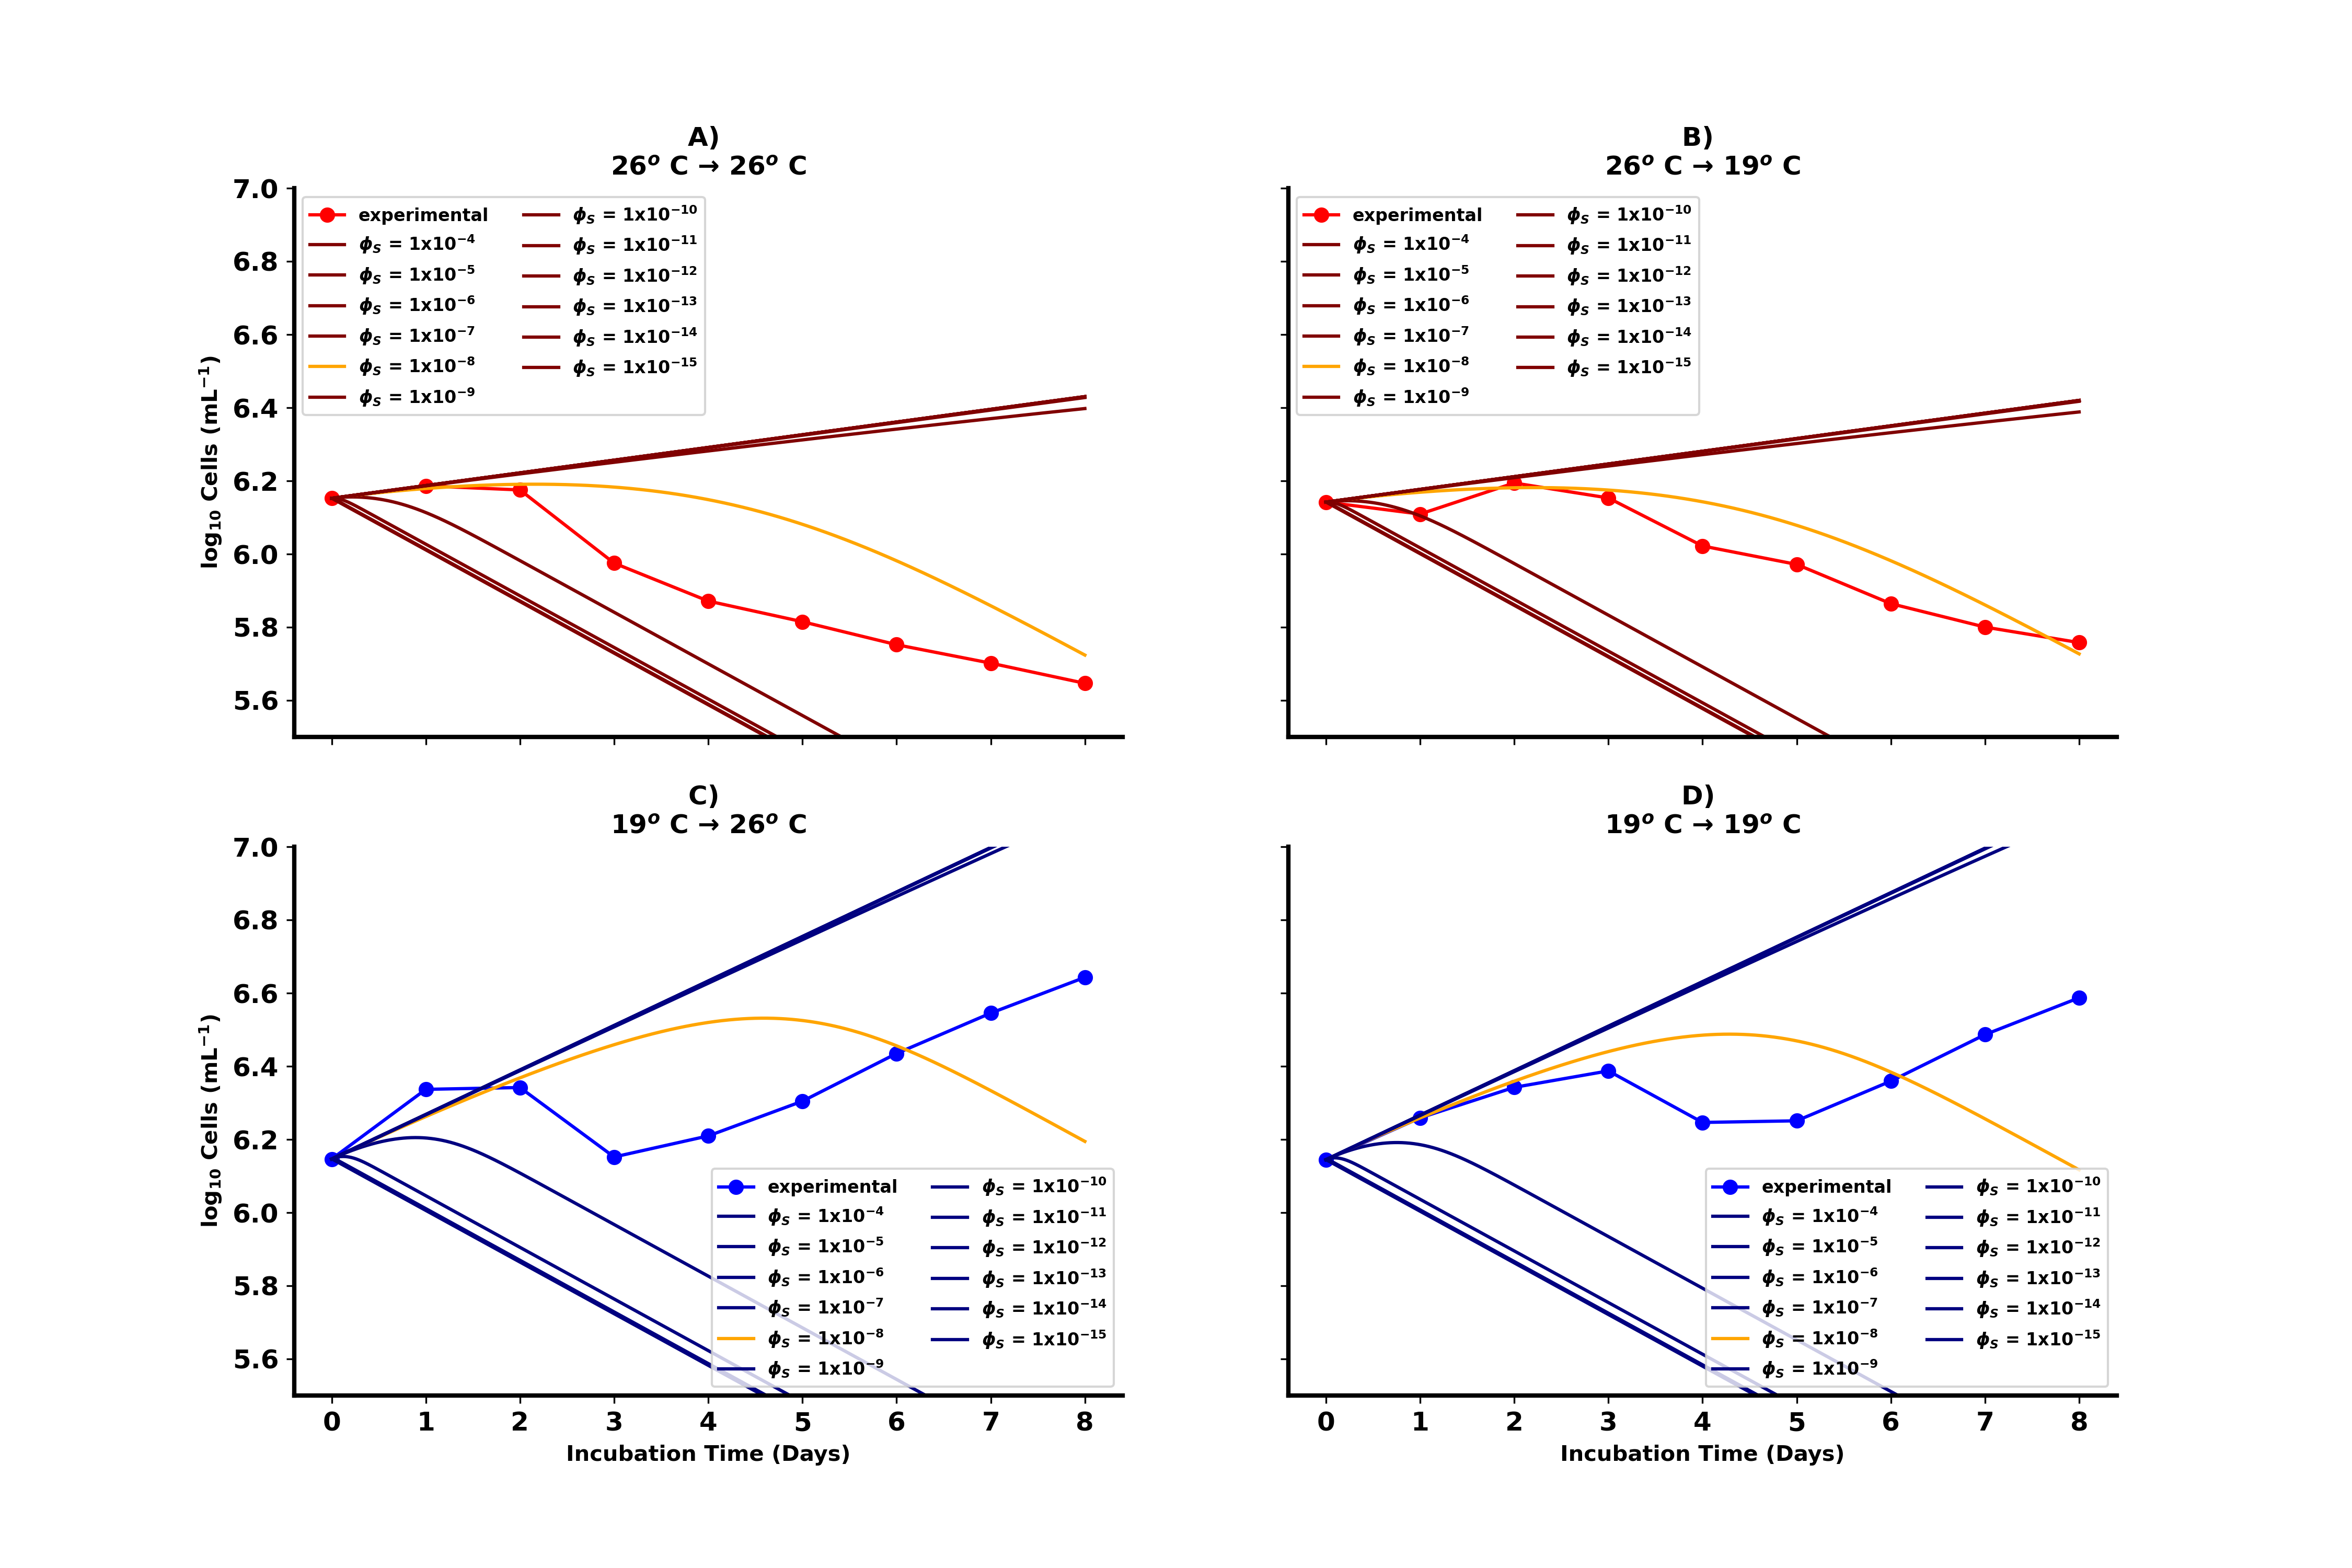 A)
26ᵒ C → 26ᵒ C
7.0
6.8
6.6
6.4
6.2
6.0
5.8
5.6
log₁₀ Cells (mL⁻¹)
experimental
ϕS = 1x10⁻⁴
ϕS = 1x10⁻⁵
ϕS = 1x10⁻⁶
ϕS = 1x10⁻⁷
ϕS = 1x10⁻⁸
ϕS = 1x10⁻⁹
ϕS = 1x10⁻¹⁰
ϕS = 1x10⁻¹¹
ϕS = 1x10⁻¹²
ϕS = 1x10⁻¹³
ϕS = 1x10⁻¹⁴
ϕS = 1x10⁻¹⁵
B)
26ᵒ C → 19ᵒ C
experimental
ϕS = 1x10⁻⁴
ϕS = 1x10⁻⁵
ϕS = 1x10⁻⁶
ϕS = 1x10⁻⁷
ϕS = 1x10⁻⁸
ϕS = 1x10⁻⁹
ϕS = 1x10⁻¹⁰
ϕS = 1x10⁻¹¹
ϕS = 1x10⁻¹²
ϕS = 1x10⁻¹³
ϕS = 1x10⁻¹⁴
ϕS = 1x10⁻¹⁵
C)
19ᵒ C → 26ᵒ C
7.0
6.8
6.6
6.4
6.2
6.0
5.8
5.6
log₁₀ Cells (mL⁻¹)
experimental
ϕS = 1x10⁻⁴
ϕS = 1x10⁻⁵
ϕS = 1x10⁻⁶
ϕS = 1x10⁻⁷
ϕS = 1x10⁻⁸
ϕS = 1x10⁻⁹
ϕS = 1x10⁻¹⁰
ϕS = 1x10⁻¹¹
ϕS = 1x10⁻¹²
ϕS = 1x10⁻¹³
ϕS = 1x10⁻¹⁴
ϕS = 1x10⁻¹⁵
0 1 2 3 4 5 6 7 8
Incubation Time (Days)
D)
19ᵒ C → 19ᵒ C
experimental
ϕS = 1x10⁻⁴
ϕS = 1x10⁻⁵
ϕS = 1x10⁻⁶
ϕS = 1x10⁻⁷
ϕS = 1x10⁻⁸
ϕS = 1x10⁻⁹
ϕS = 1x10⁻¹⁰
ϕS = 1x10⁻¹¹
ϕS = 1x10⁻¹²
ϕS = 1x10⁻¹³
ϕS = 1x10⁻¹⁴
ϕS = 1x10⁻¹⁵
0 1 2 3 4 5 6 7 8
Incubation Time (Days)